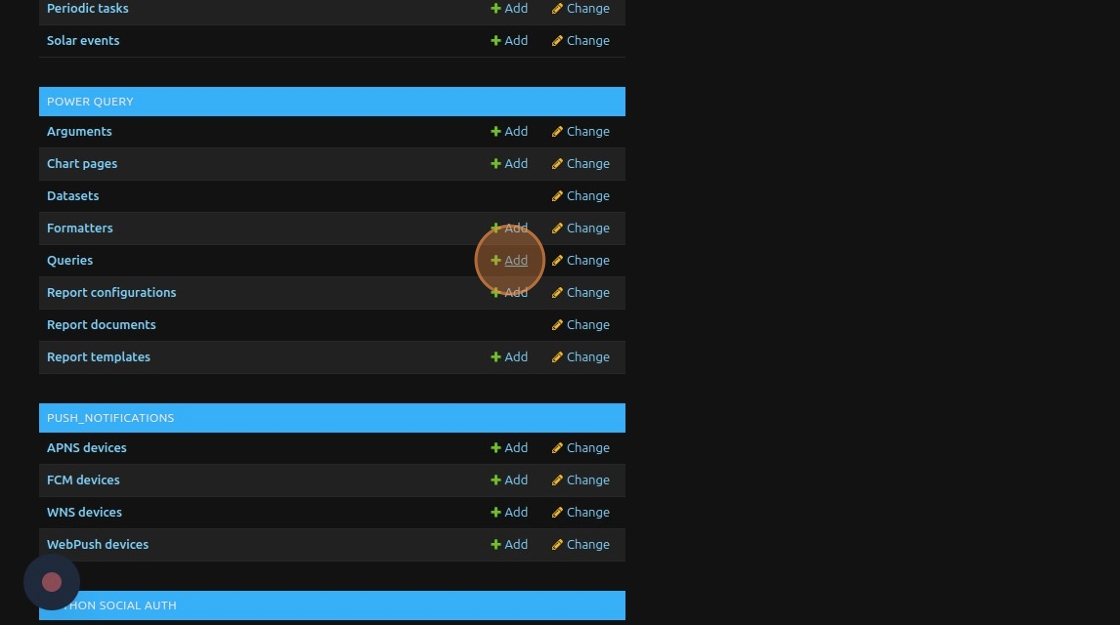 Periodic tasks Add Change
Solar events Add Change
POWER QUERY
Arguments Add Change
Chart pages Add Change
Datasets Change
Formatters Add Change
Queries Add Change
Report configurations Add Change
Report documents Change
Report templates Add Change
PUSH_NOTIFICATIONS
APNS devices Add Change
FCM devices Add Change
WNS devices Add Change
WebPush devices Add Change
THON SOCIAL AUTH